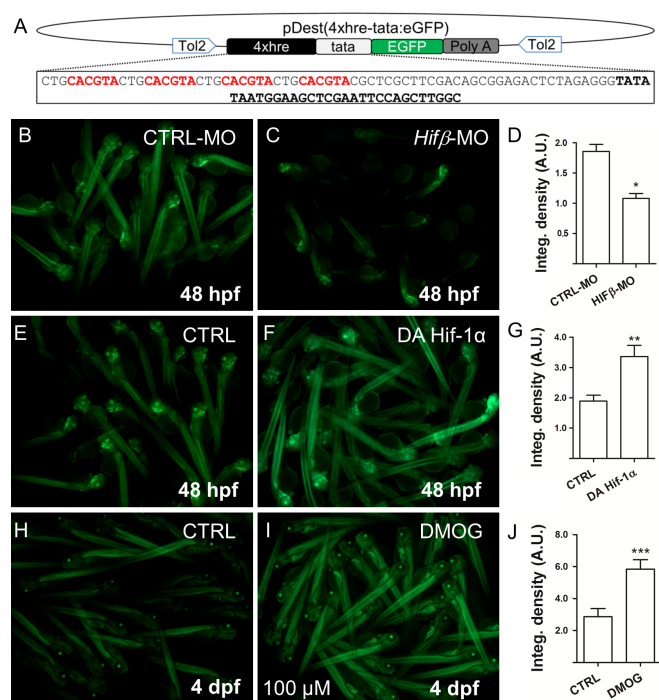 A
pDest(4xhre-tata:eGFP)
Tol2 4xhre tata EGFP Poly A Tol2
CTGCACGTACTGCACGTACTGCACGTACTGCACGTACGCTCGCTTCGACAGCGGAGACTCTAGAGGGTATA
TAATGGAAGCTCGAATTCCAGCTTGGC
B CTRL-MO
48 hpf
C Hifβ-MO
48 hpf
D
Integ. density (A.U.)
2.0
1.5
1.0
0.5
*
CTRL-MO
HIFβ-MO
E CTRL
48 hpf
F DA Hif-1α
48 hpf
G
Integ. density (A.U.)
4.0
3.0
2.0
1.0
**
CTRL
DA Hif-1α
H CTRL
4 dpf
I DMOG
100 µM 4 dpf
J
Integ. density (A.U.)
8.0
6.0
4.0
2.0
***
CTRL
DMOG